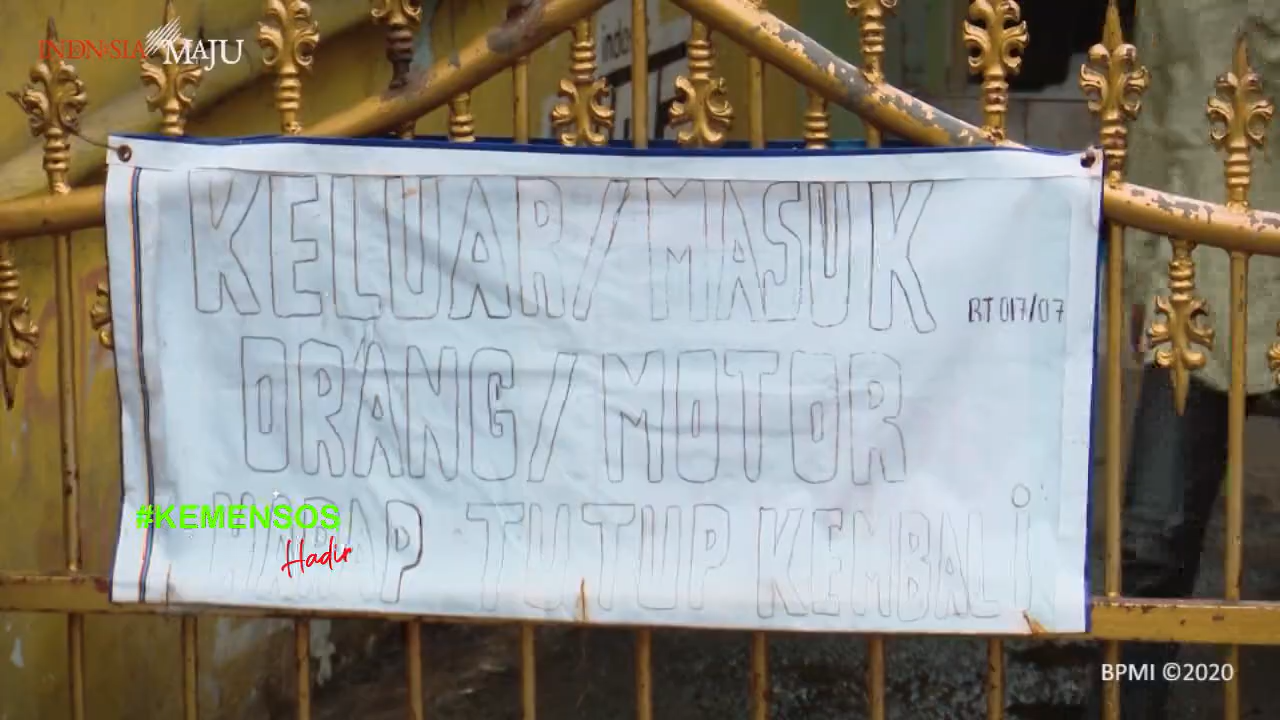 INDONESIA MAJU
KELUAR/MASUK
RT 017/07
ORANG/MOTOR
HARAP TUTUP KEMBALI
#KEMENSOS
Hadir
BPMI ©2020